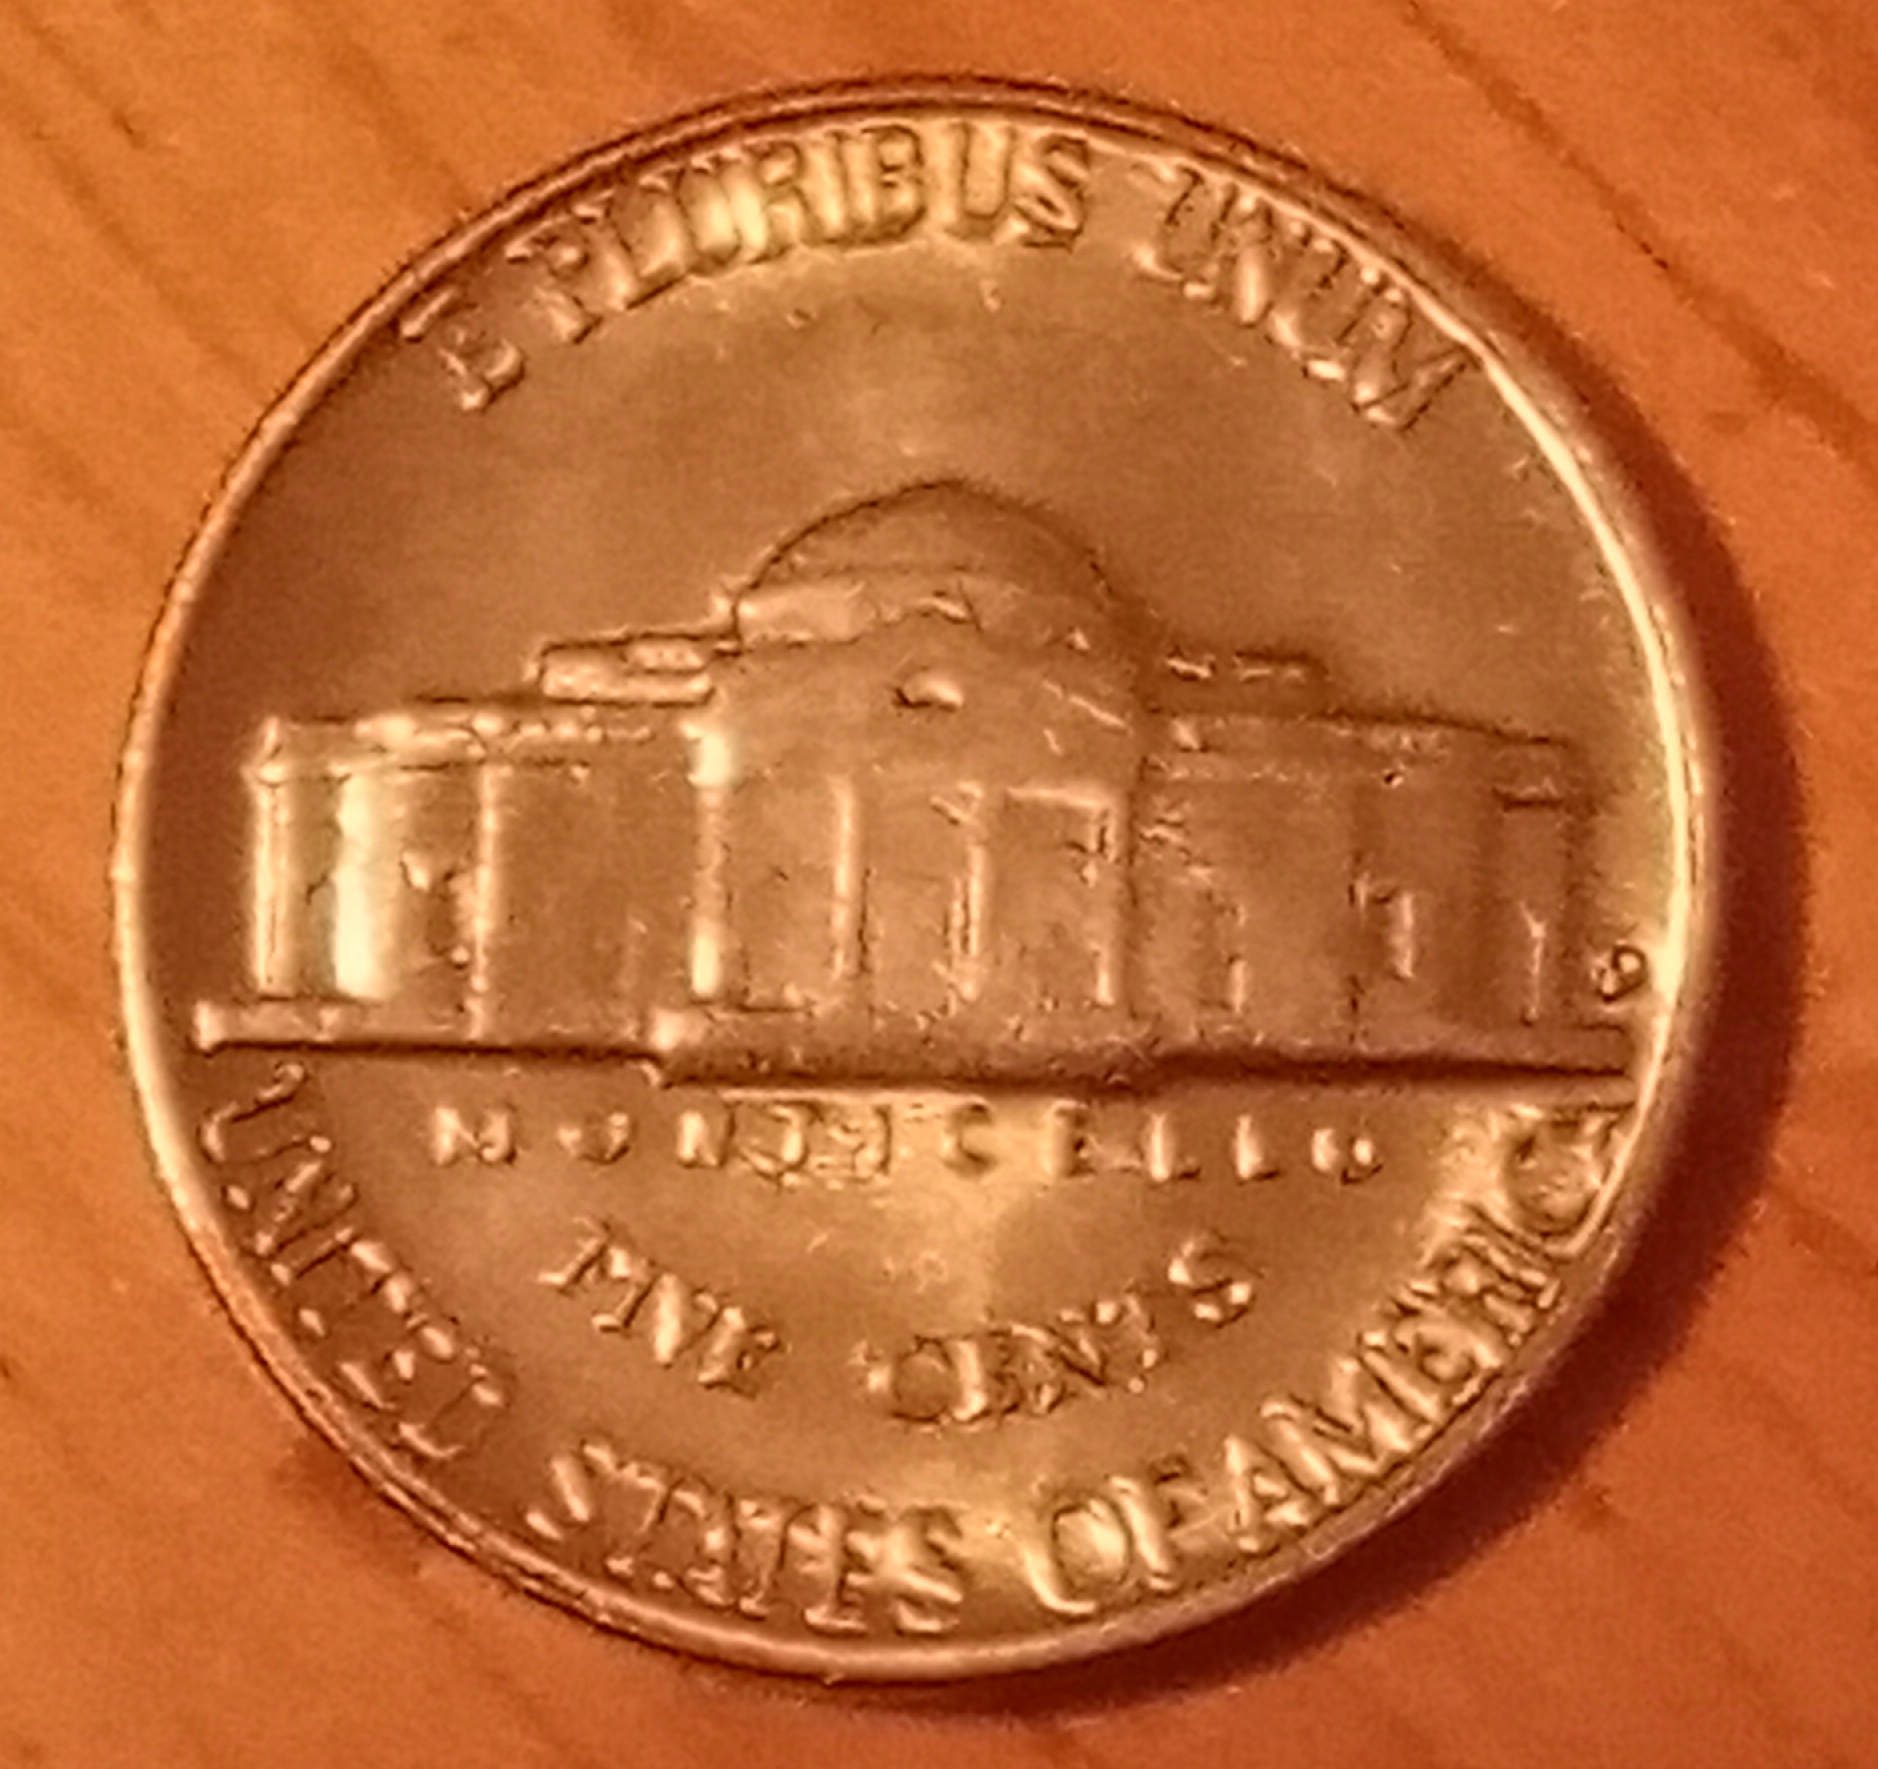 E PLURIBUS UNUM
MONTICELLO
FIVE CENTS
UNITED STATES OF AMERICA